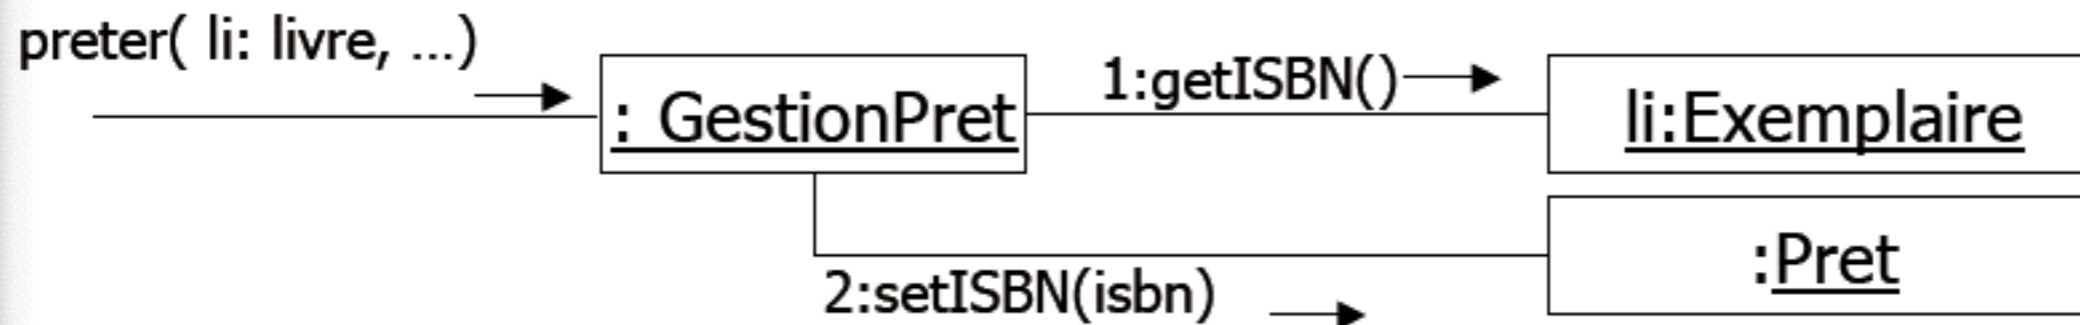 preter( li: livre, ...)
1:getISBN()
: GestionPret
li:Exemplaire
:Pret
2:setISBN(isbn)